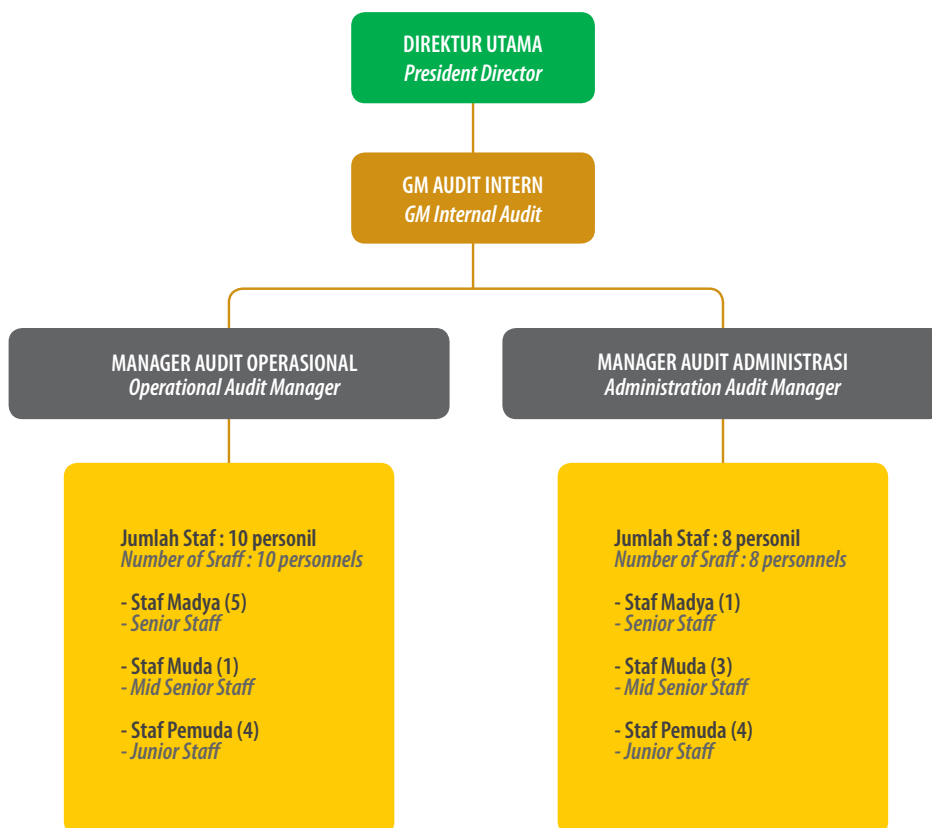 DIREKTUR UTAMA
President Director
GM AUDIT INTERN
GM Internal Audit
MANAGER AUDIT OPERASIONAL
Operational Audit Manager
MANAGER AUDIT ADMINISTRASI
Administration Audit Manager
Jumlah Staf : 10 personil
Number of Sraff : 10 personnels
- Staf Madya (5)
- Senior Staff
- Staf Muda (1)
- Mid Senior Staff
- Staf Pemuda (4)
- Junior Staff
Jumlah Staf : 8 personil
Number of Sraff : 8 personnels
- Staf Madya (1)
- Senior Staff
- Staf Muda (3)
- Mid Senior Staff
- Staf Pemuda (4)
- Junior Staff